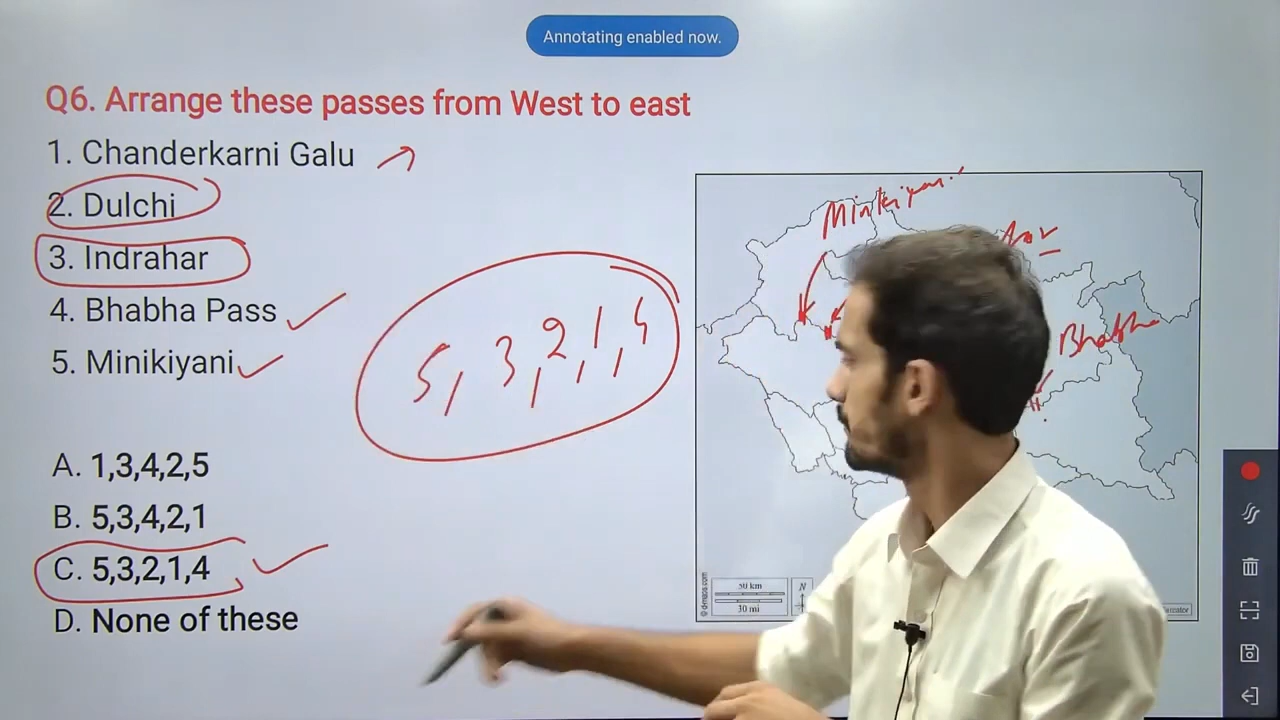 Annotating enabled now.
Q6. Arrange these passes from West to east
1. Chanderkarni Galu
2. Dulchi
3. Indrahar
4. Bhabha Pass
5. Minikiyani
5, 3, 2, 1, 4
A. 1,3,4,2,5
B. 5,3,4,2,1
C. 5,3,2,1,4
D. None of these
Minkiyani
Bhabha
50 km
30 mi
N